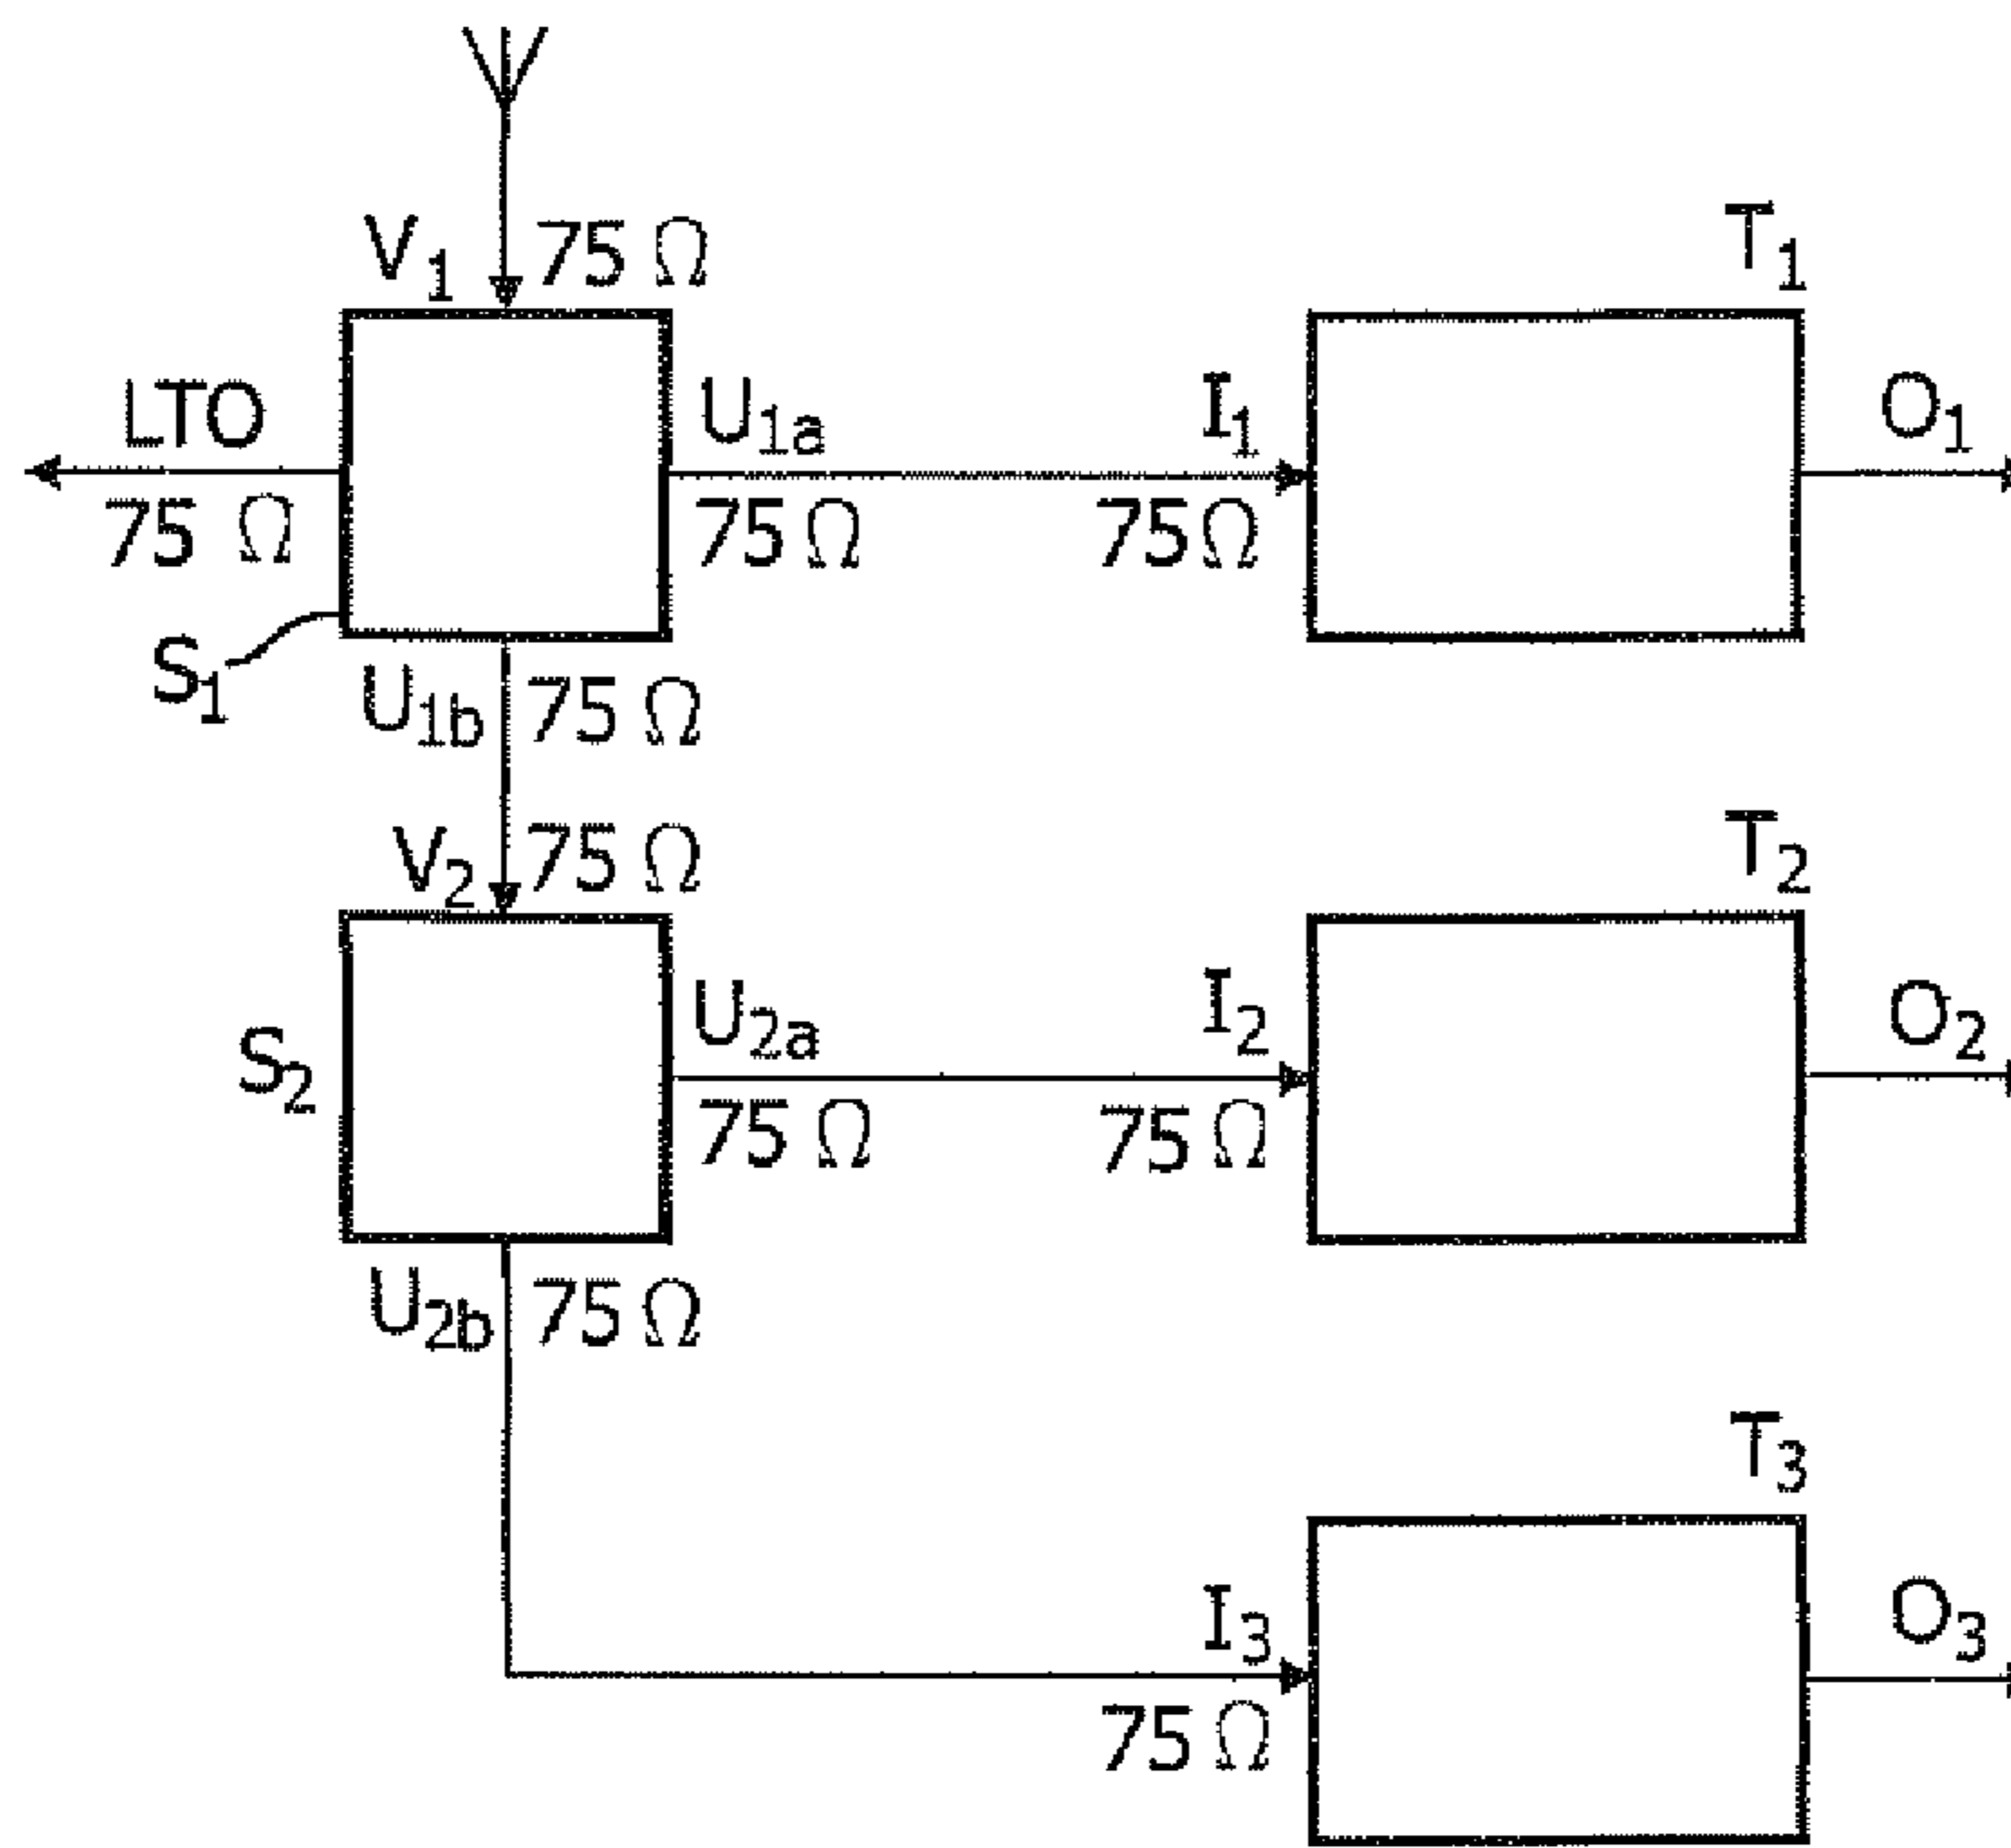 V₁ 75 Ω T₁
LTO U₁ₐ I₁ O₁
75 Ω 75 Ω 75 Ω
S₁
U₁b 75 Ω
V₂ 75 Ω T₂
U₂ₐ I₂ O₂
S₂
75 Ω 75 Ω
U₂b 75 Ω
T₃
I₃ O₃
75 Ω